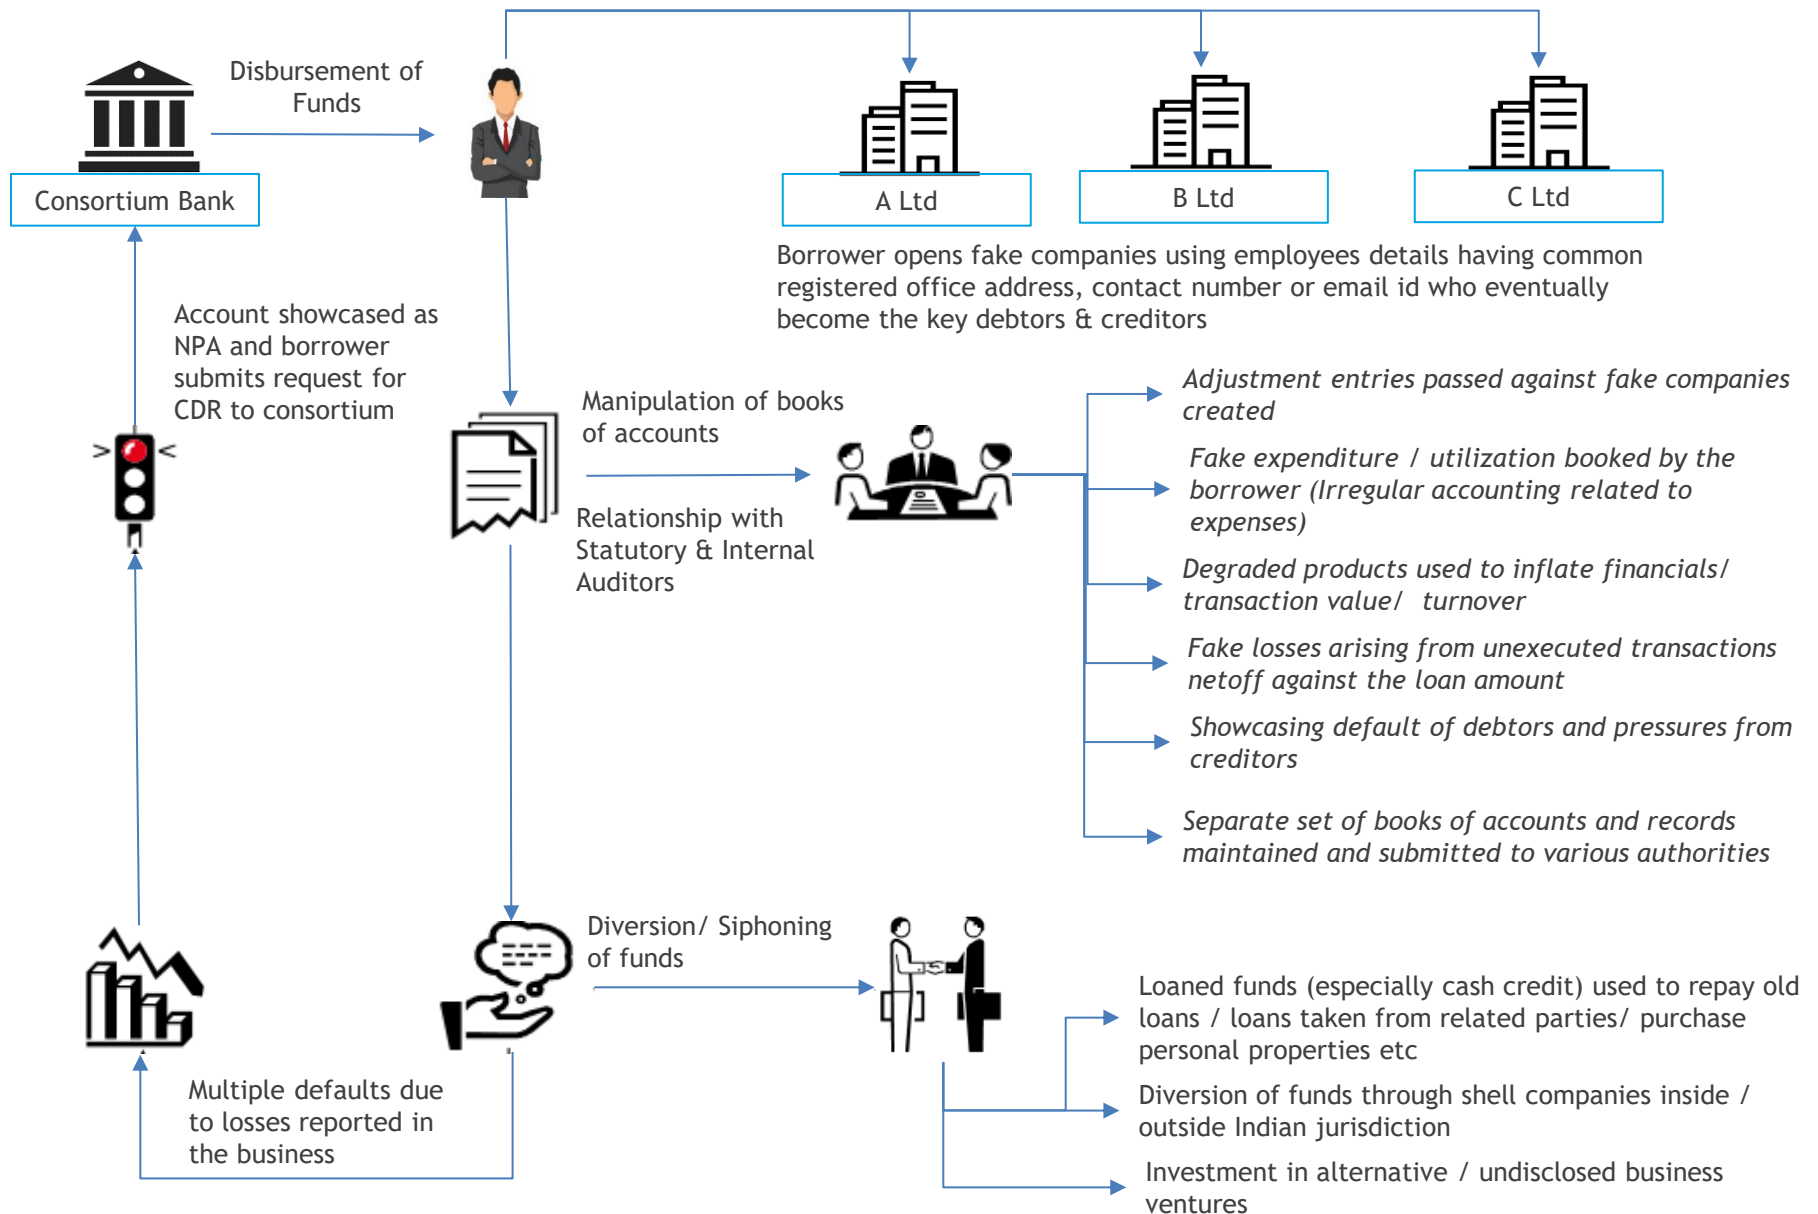 Disbursement of
Funds
Consortium Bank
A Ltd
B Ltd
C Ltd
Borrower opens fake companies using employees details having common
registered office address, contact number or email id who eventually
become the key debtors & creditors
Account showcased as
NPA and borrower
submits request for
CDR to consortium
> <
Manipulation of books
of accounts
Relationship with
Statutory & Internal
Auditors
Adjustment entries passed against fake companies
created
Fake expenditure / utilization booked by the
borrower (Irregular accounting related to
expenses)
Degraded products used to inflate financials/
transaction value/ turnover
Fake losses arising from unexecuted transactions
netoff against the loan amount
Showcasing default of debtors and pressures from
creditors
Separate set of books of accounts and records
maintained and submitted to various authorities
Diversion/ Siphoning
of funds
Loaned funds (especially cash credit) used to repay old
loans / loans taken from related parties/ purchase
personal properties etc
Diversion of funds through shell companies inside /
outside Indian jurisdiction
Investment in alternative / undisclosed business
ventures
Multiple defaults due
to losses reported in
the business